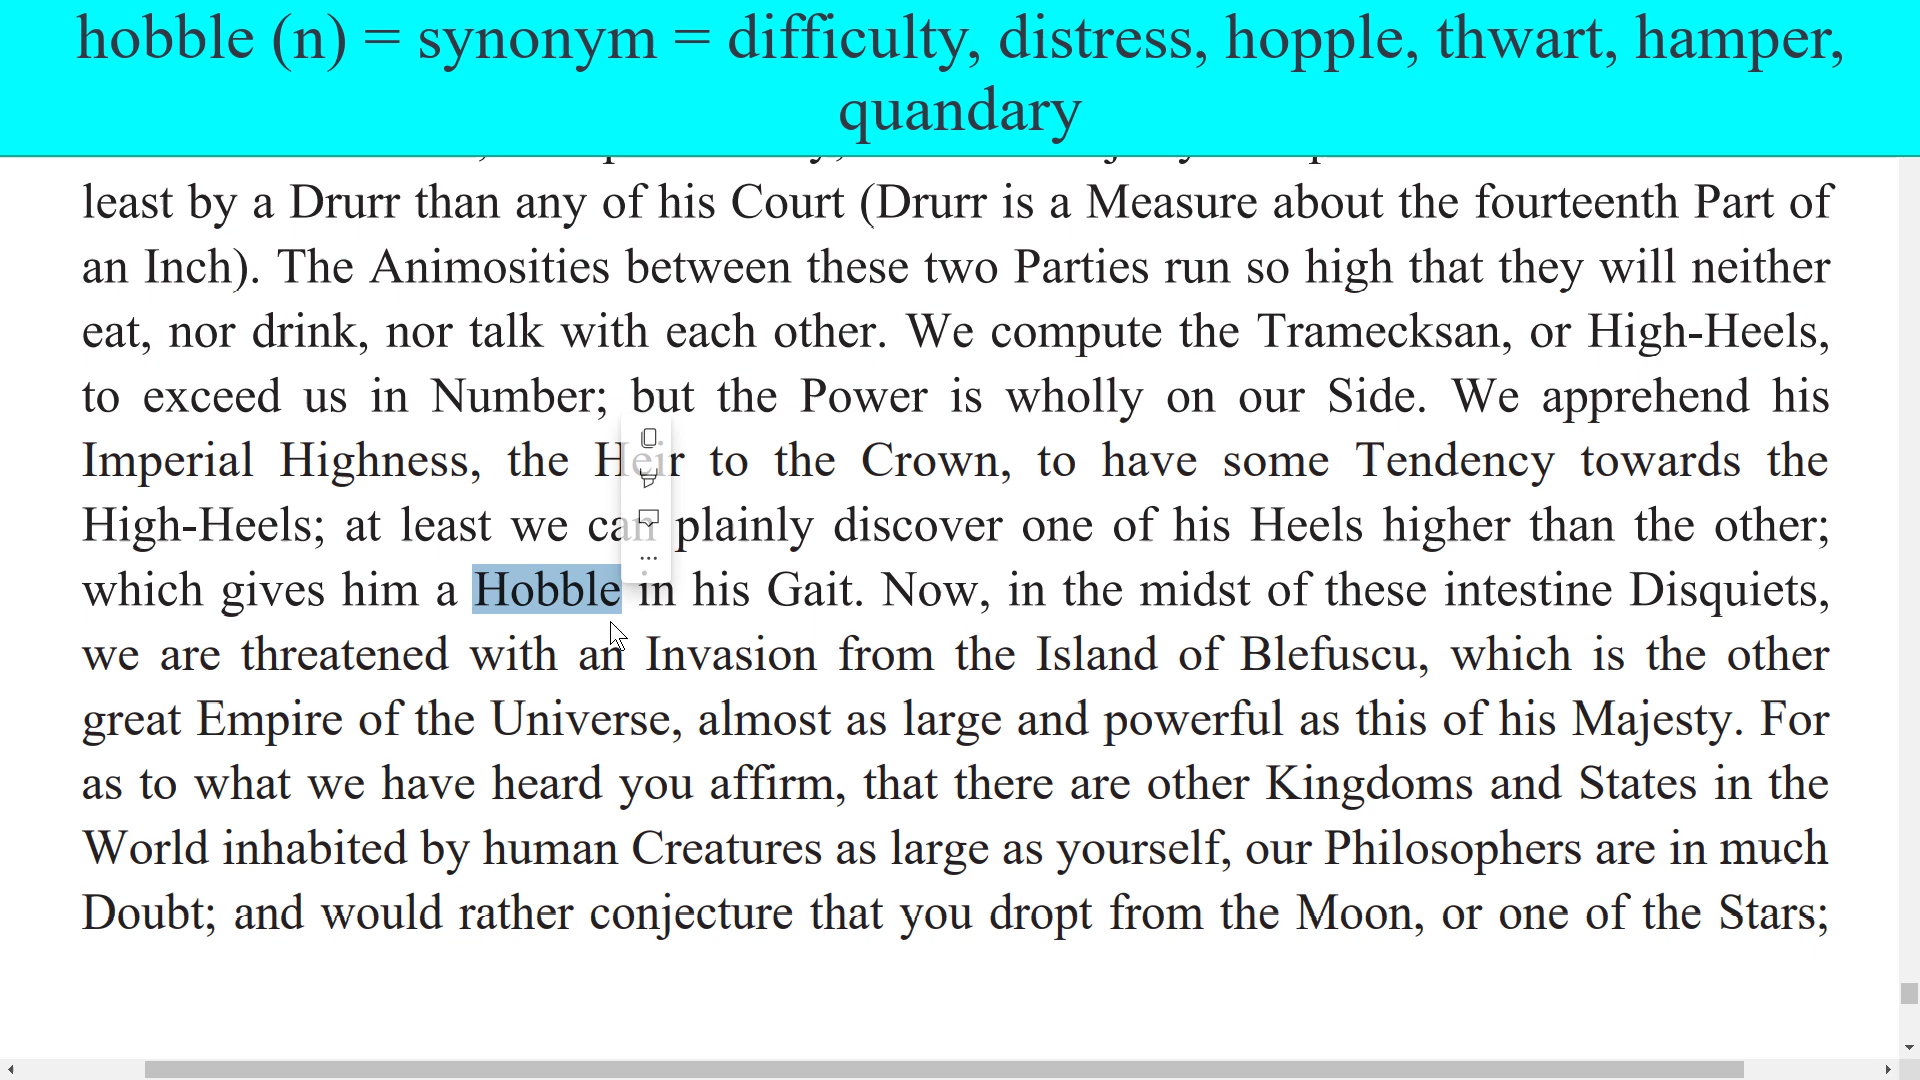 hobble (n) = synonym = difficulty, distress, hopple, thwart, hamper,
quandary
least by a Drurr than any of his Court (Drurr is a Measure about the fourteenth Part of
an Inch). The Animosities between these two Parties run so high that they will neither
eat, nor drink, nor talk with each other. We compute the Tramecksan, or High-Heels,
to exceed us in Number; but the Power is wholly on our Side. We apprehend his
Imperial Highness, the Heir to the Crown, to have some Tendency towards the
High-Heels; at least we can plainly discover one of his Heels higher than the other;
which gives him a Hobble in his Gait. Now, in the midst of these intestine Disquiets,
we are threatened with an Invasion from the Island of Blefuscu, which is the other
great Empire of the Universe, almost as large and powerful as this of his Majesty. For
as to what we have heard you affirm, that there are other Kingdoms and States in the
World inhabited by human Creatures as large as yourself, our Philosophers are in much
Doubt; and would rather conjecture that you dropt from the Moon, or one of the Stars;